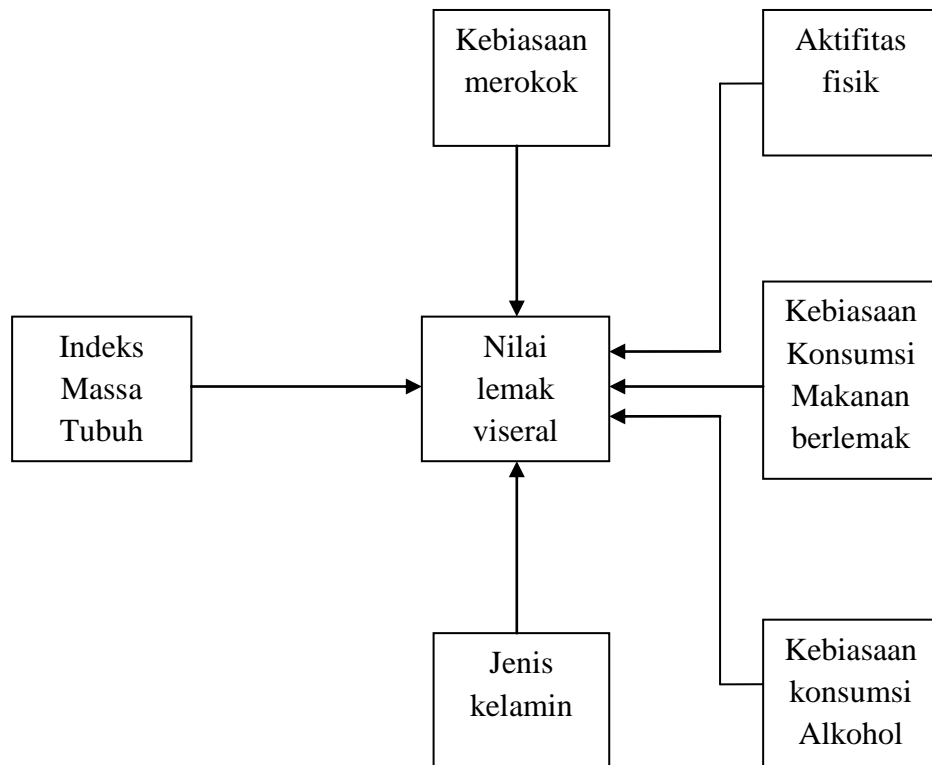 Kebiasaan
merokok
Aktifitas
fisik
Indeks
Massa
Tubuh
Nilai
lemak
viseral
Kebiasaan
Konsumsi
Makanan
berlemak
Jenis
kelamin
Kebiasaan
konsumsi
Alkohol